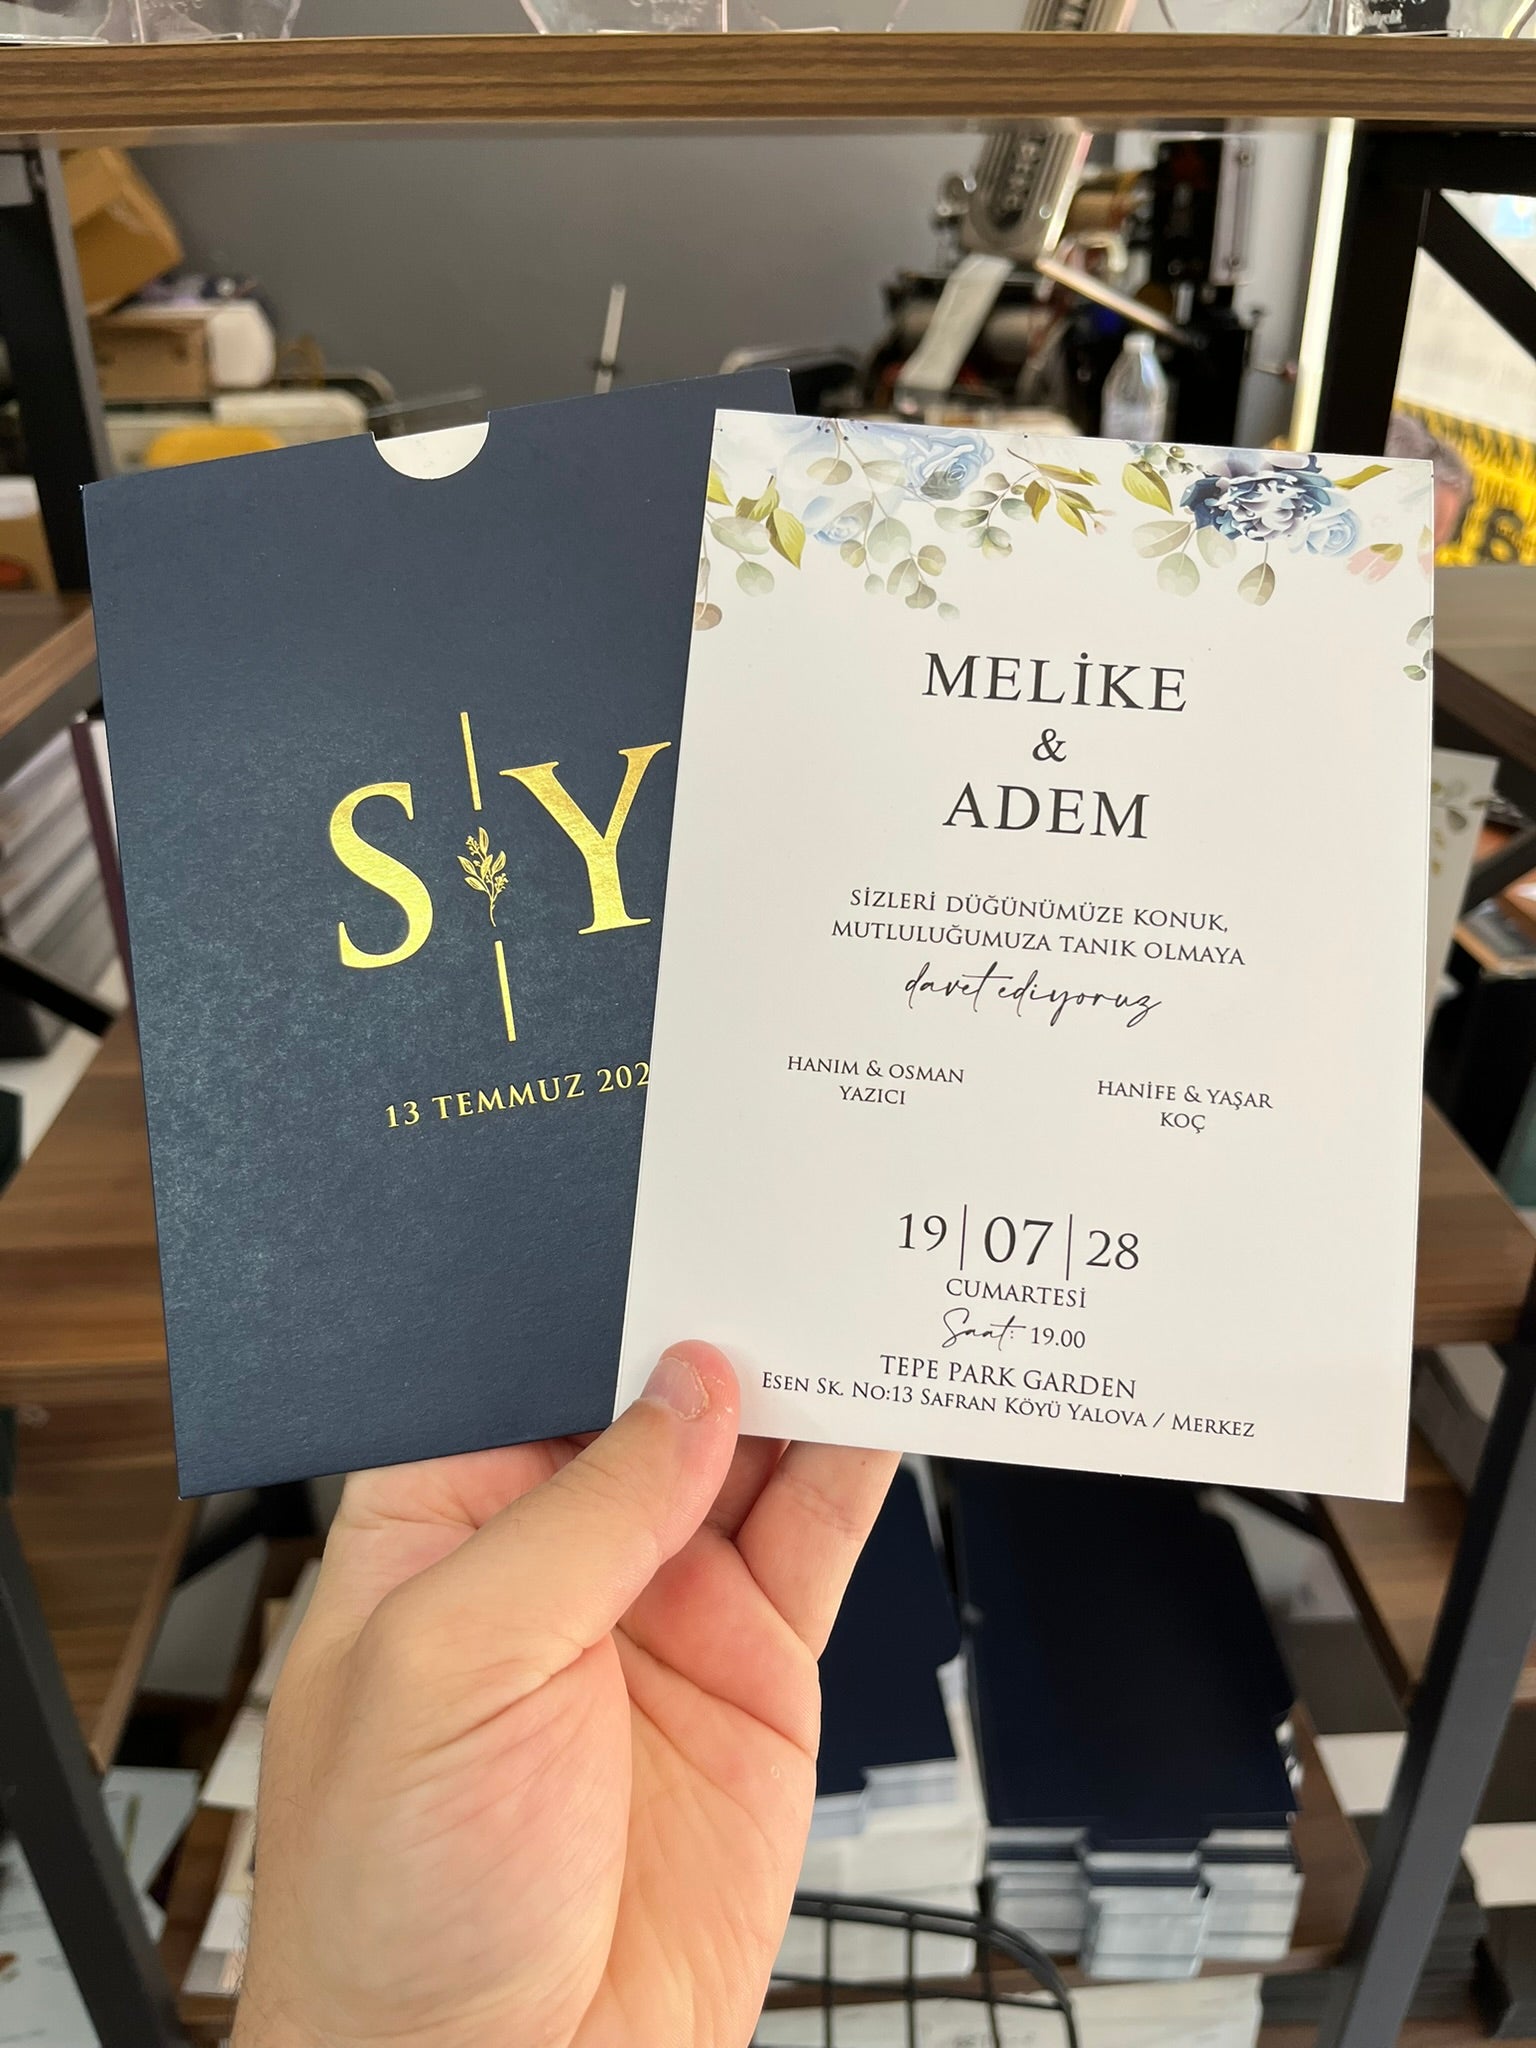 S Y
13 TEMMUZ 202
MELİKE
&
ADEM
SİZLERİ DÜĞÜNÜMÜZE KONUK,
MUTLULUĞUMUZA TANIK OLMAYA
davet ediyoruz
HANIM & OSMAN
YAZICI
HANİFE & YAŞAR
KOÇ
19 | 07 | 28
CUMARTESİ
Saat: 19.00
TEPE PARK GARDEN
ESEN SK. NO:13 SAFRAN KÖYÜ YALOVA / MERKEZ